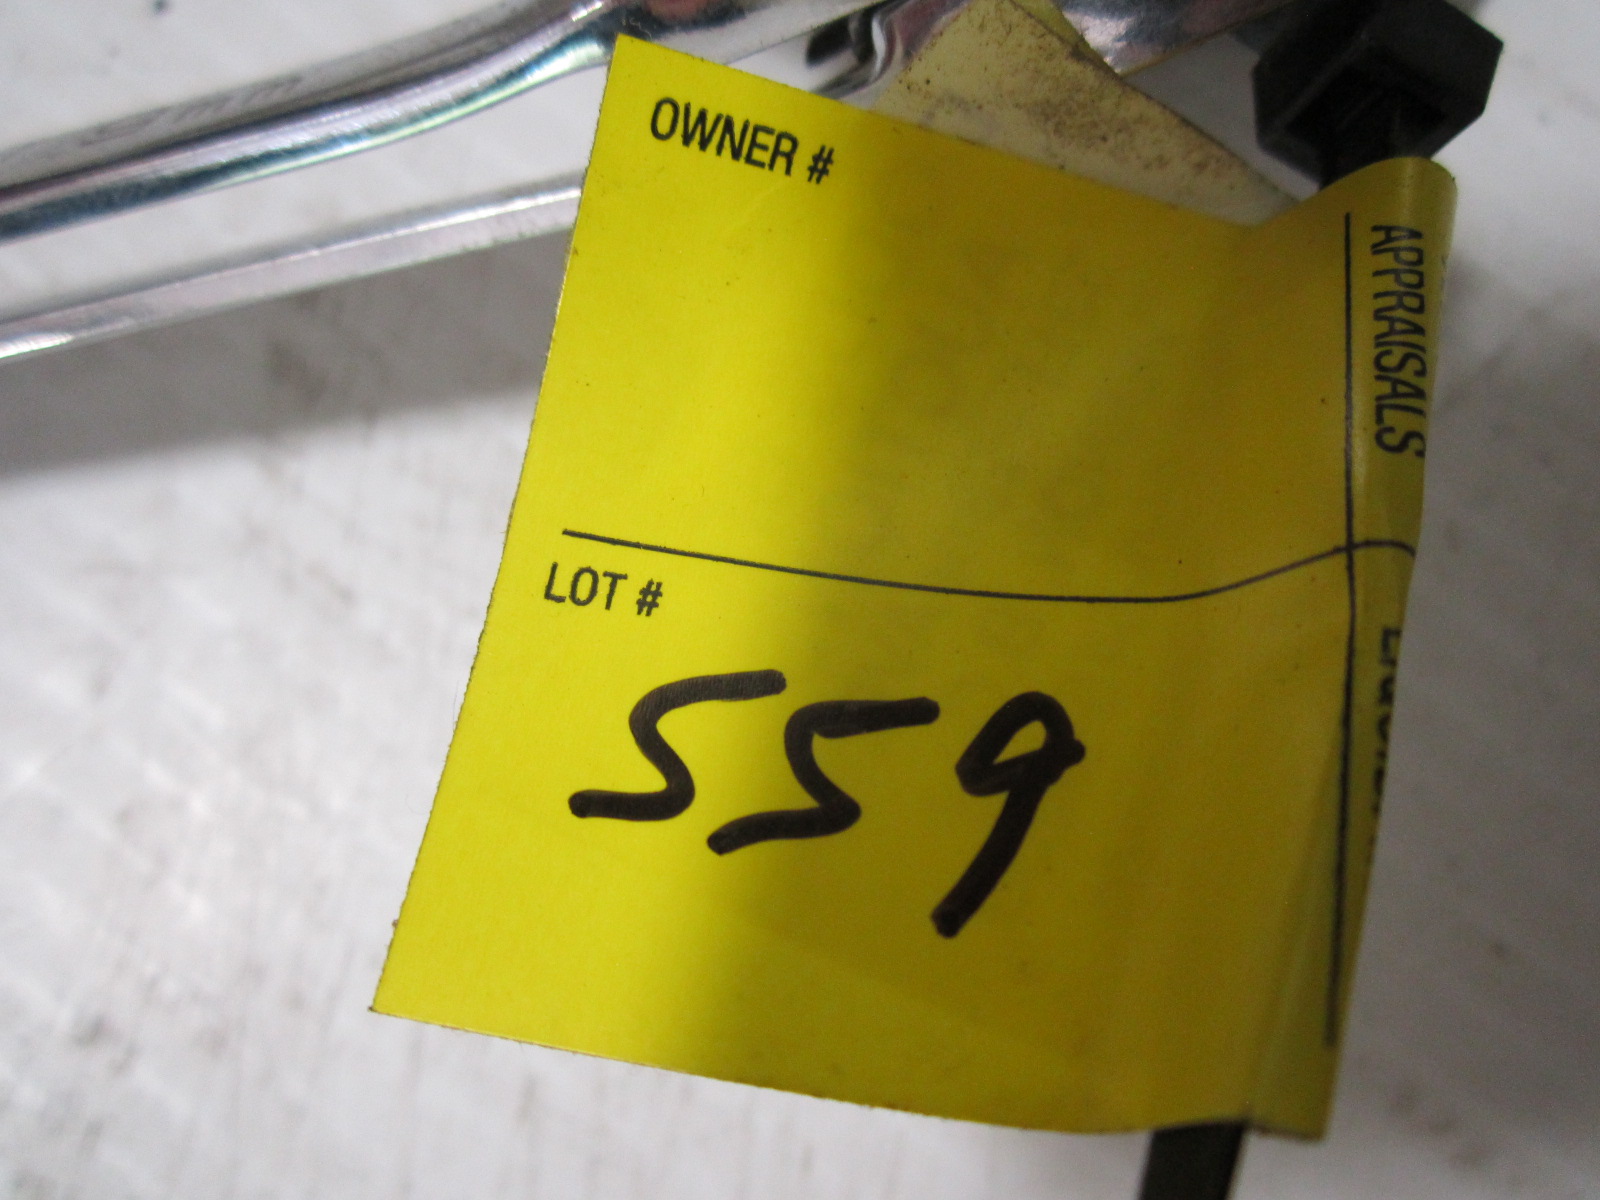 OWNER #
APPRAISALS
LOT #
559